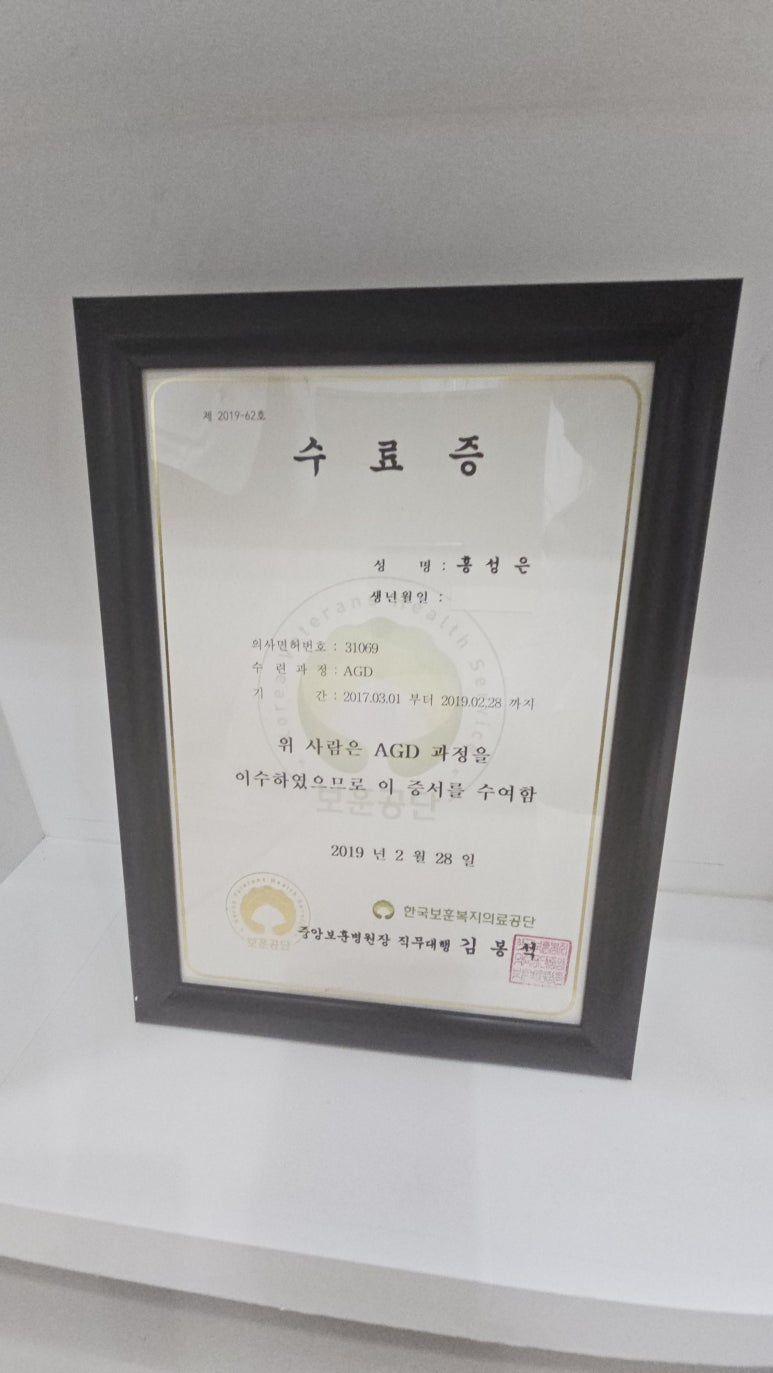 제 2019-62호
수 료 증
성 명 : 홍 성 은
생년월일 :
의사면허번호 : 31069
수 련 과 정 : AGD
기 간 : 2017.03.01 부터 2019.02.28 까지
위 사람은 AGD 과정을
이수하였으므로 이 증서를 수여함
보훈공단
2019 년 2 월 28 일
한국보훈복지의료공단
보훈공단
중앙보훈병원장 직무대행 김 봉 석